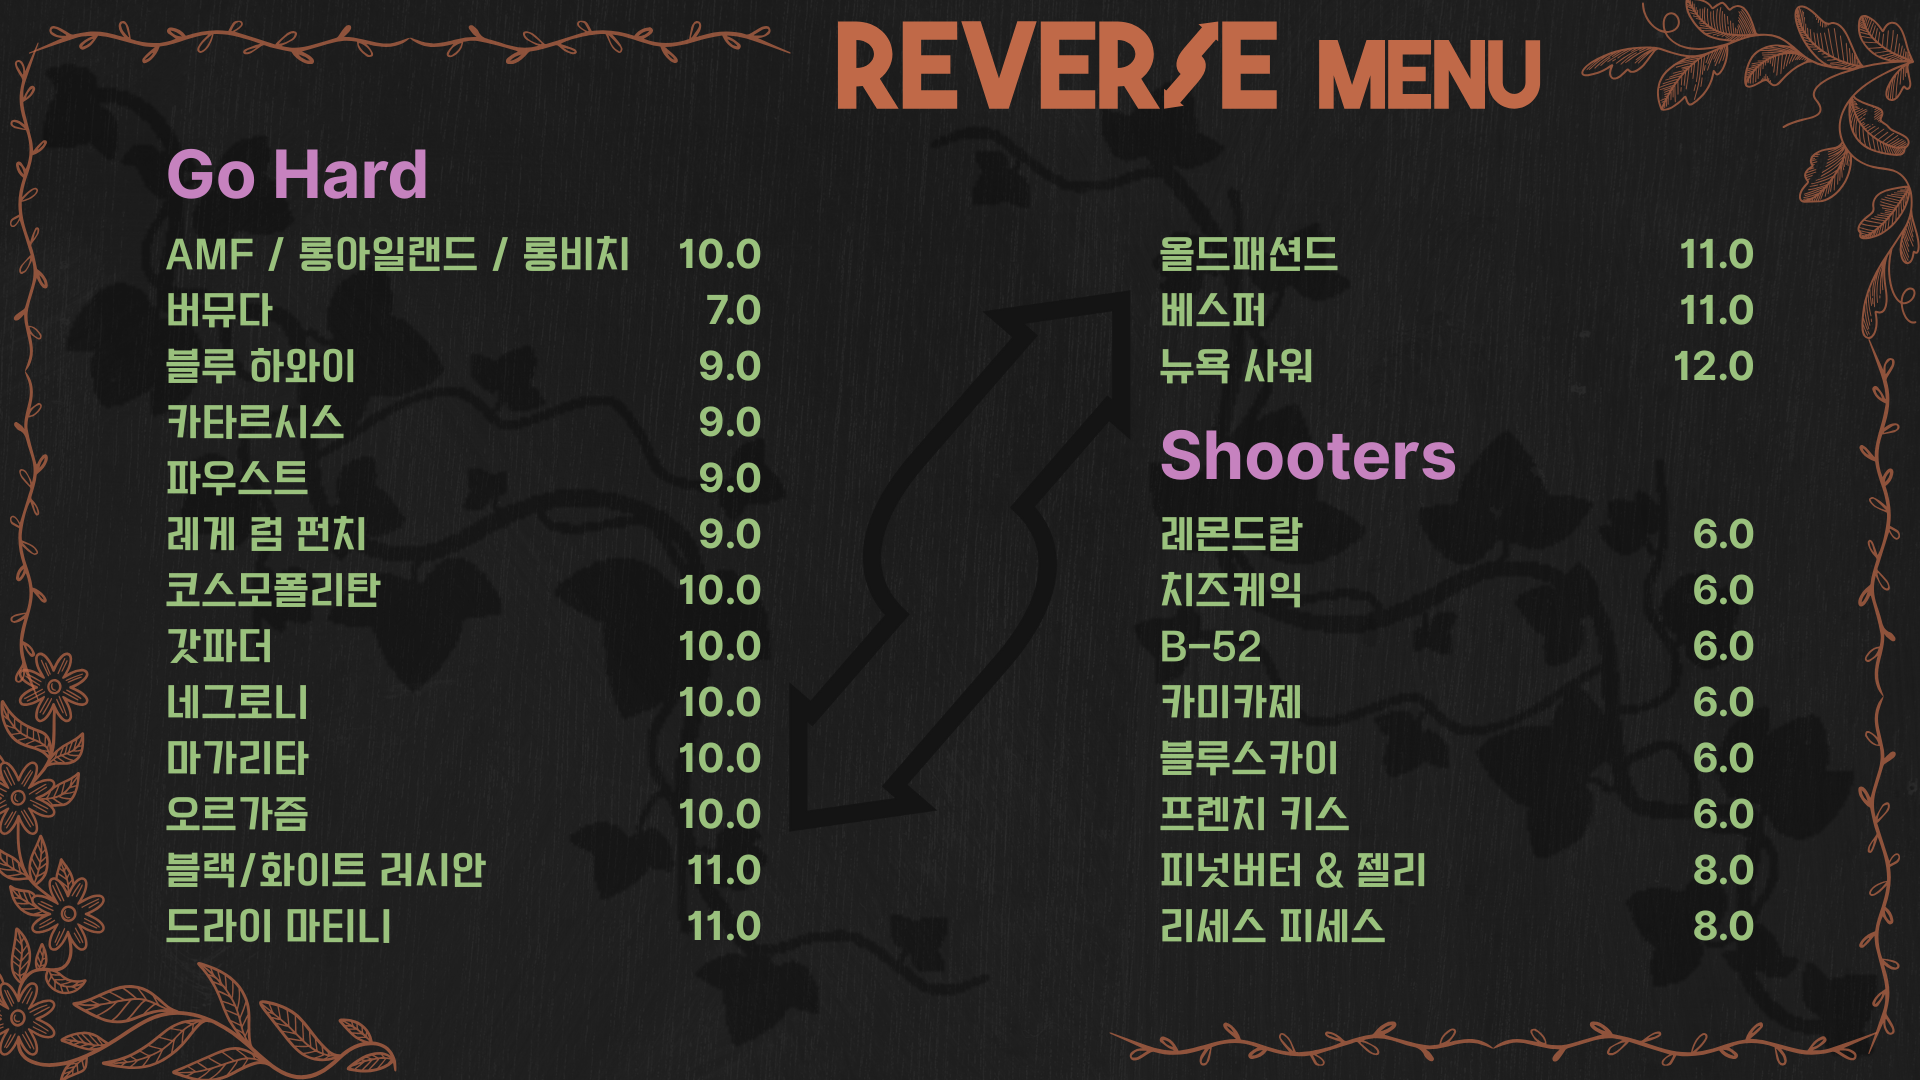 REVERSE MENU
Go Hard
AMF / 롱아일랜드 / 롱비치 10.0
버뮤다 7.0
블루 하와이 9.0
카타르시스 9.0
파우스트 9.0
레게 럼 펀치 9.0
코스모폴리탄 10.0
갓파더 10.0
네그로니 10.0
마가리타 10.0
오르가즘 10.0
블랙/화이트 러시안 11.0
드라이 마티니 11.0
올드패션드 11.0
베스퍼 11.0
뉴욕 사워 12.0
Shooters
레몬드랍 6.0
치즈케익 6.0
B-52 6.0
카미카제 6.0
블루스카이 6.0
프렌치 키스 6.0
피넛버터 & 젤리 8.0
리세스 피세스 8.0